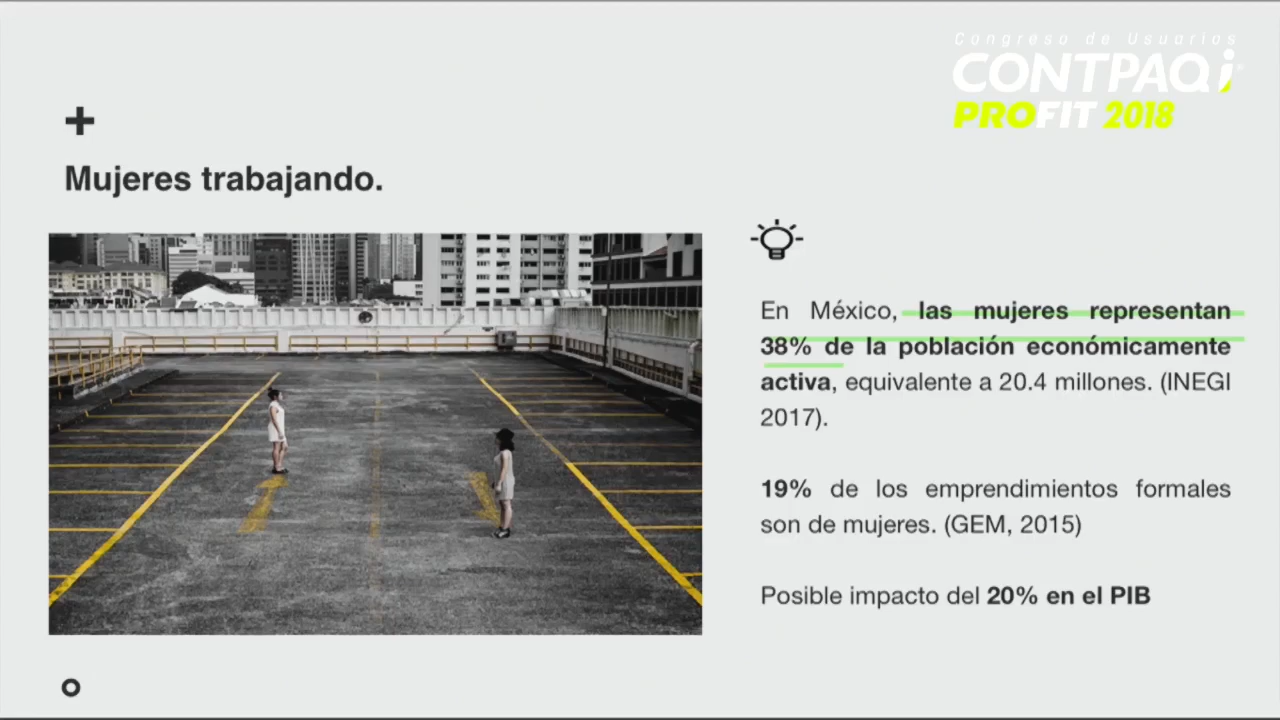 Congreso de Usuarios
CONTPAQi®
PROFIT 2018
Mujeres trabajando.
En México, las mujeres representan
38% de la población económicamente
activa, equivalente a 20.4 millones. (INEGI
2017).
19% de los emprendimientos formales
son de mujeres. (GEM, 2015)
Posible impacto del 20% en el PIB